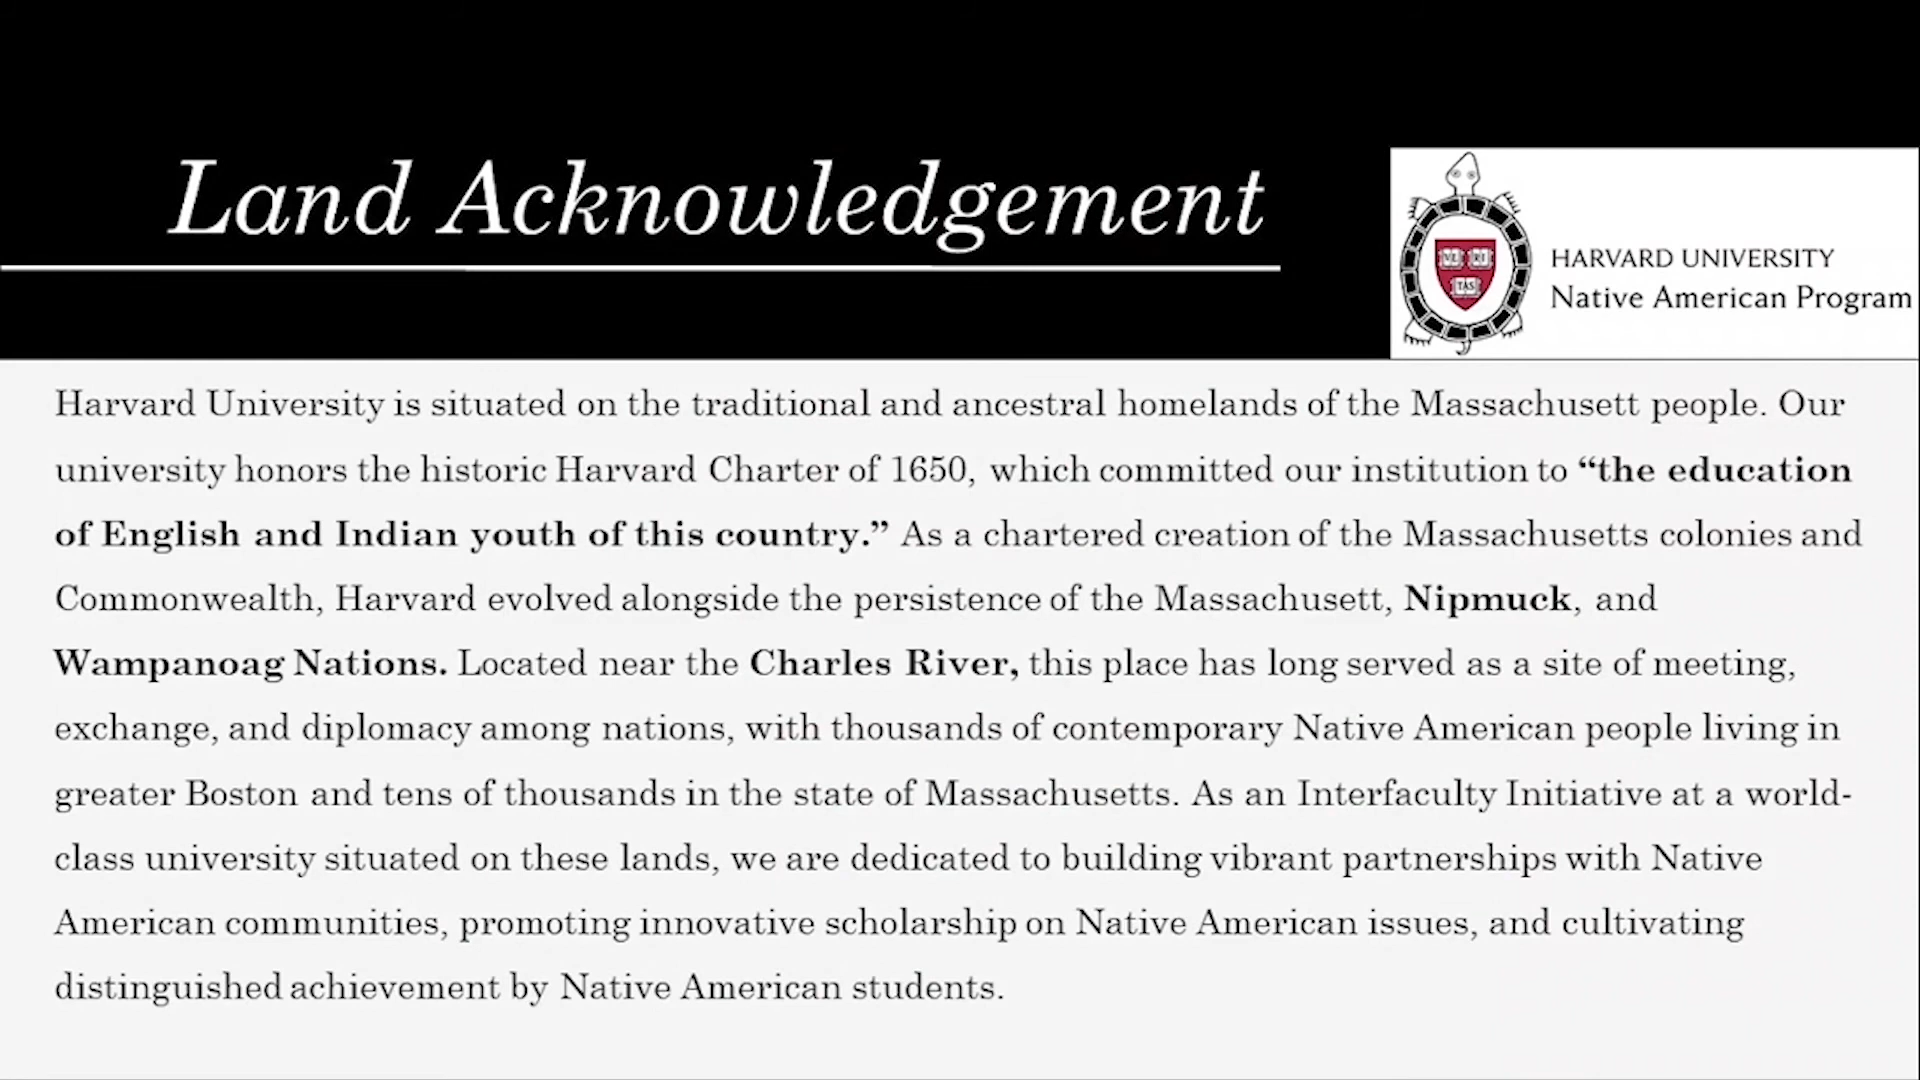 Land Acknowledgement
VE RI
TAS
HARVARD UNIVERSITY
Native American Program
Harvard University is situated on the traditional and ancestral homelands of the Massachusett people. Our
university honors the historic Harvard Charter of 1650, which committed our institution to “the education
of English and Indian youth of this country.” As a chartered creation of the Massachusetts colonies and
Commonwealth, Harvard evolved alongside the persistence of the Massachusett, Nipmuck, and
Wampanoag Nations. Located near the Charles River, this place has long served as a site of meeting,
exchange, and diplomacy among nations, with thousands of contemporary Native American people living in
greater Boston and tens of thousands in the state of Massachusetts. As an Interfaculty Initiative at a world-
class university situated on these lands, we are dedicated to building vibrant partnerships with Native
American communities, promoting innovative scholarship on Native American issues, and cultivating
distinguished achievement by Native American students.